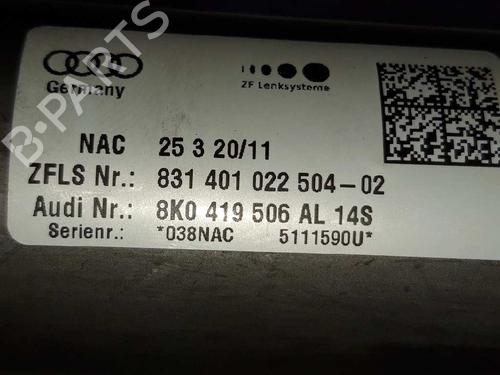 Germany
ZF Lenksysteme
NAC 25 3 20/11
ZFLS Nr.: 831 401 022 504-02
Audi Nr.: 8K0 419 506 AL 14S
Serienr.: *038NAC 5111590U*
B-PARTS